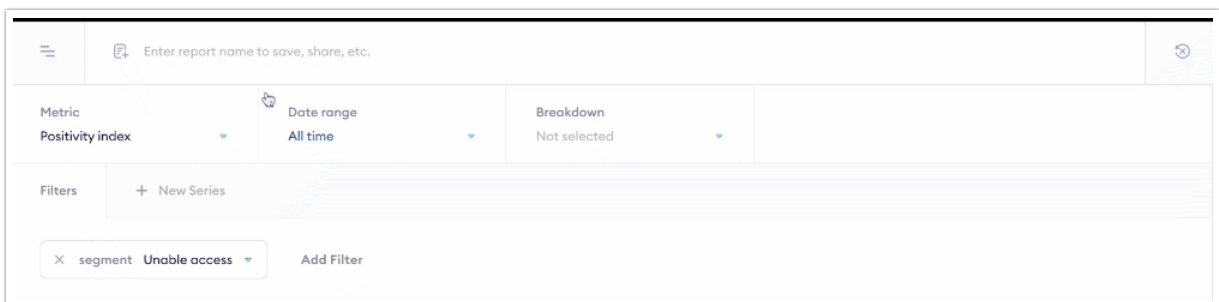 Enter report name to save, share, etc.
Metric
Date range
Breakdown
Positivity index
All time
Not selected
Filters
+ New Series
× segment Unable access
Add Filter